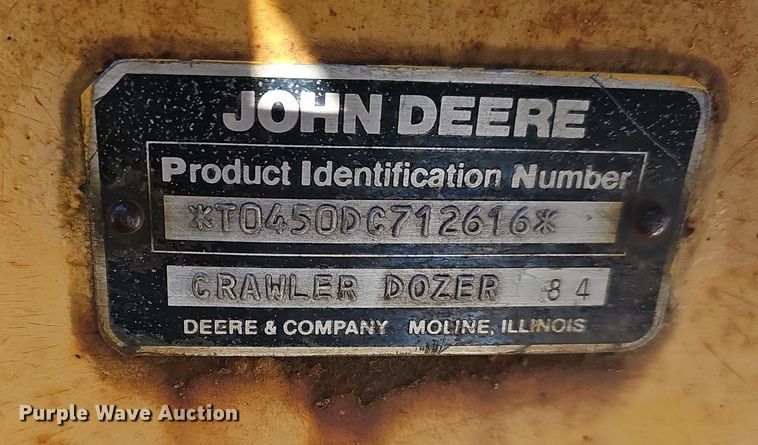 JOHN DEERE
Product Identification Number
*T0450DC712616*
CRAWLER DOZER 84
DEERE & COMPANY MOLINE, ILLINOIS
Purple Wave Auction